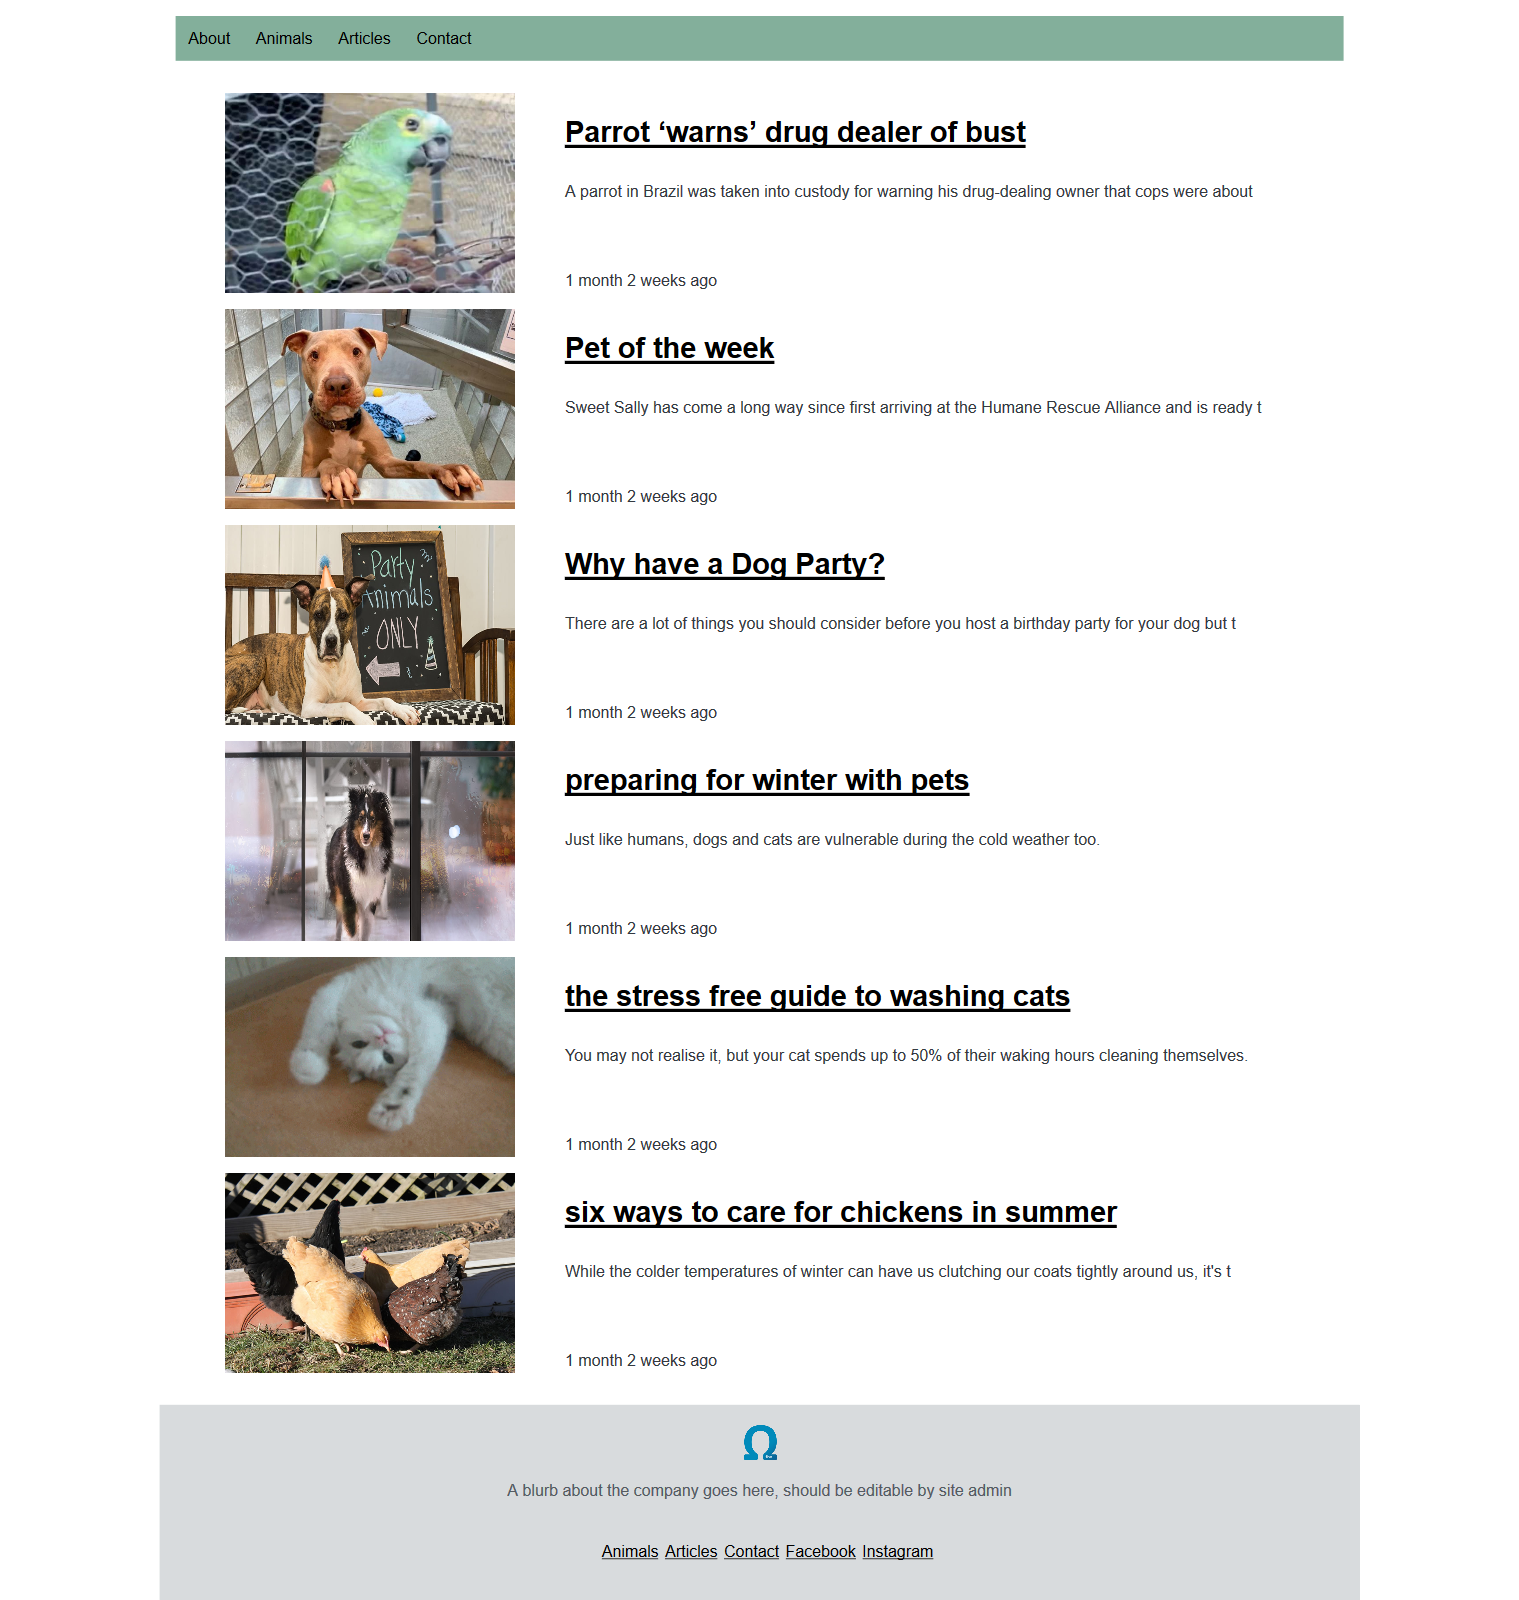 About Animals Articles Contact
Parrot ‘warns’ drug dealer of bust
A parrot in Brazil was taken into custody for warning his drug-dealing owner that cops were about
1 month 2 weeks ago
Pet of the week
Sweet Sally has come a long way since first arriving at the Humane Rescue Alliance and is ready t
1 month 2 weeks ago
Party
Animals
ONLY
Why have a Dog Party?
There are a lot of things you should consider before you host a birthday party for your dog but t
1 month 2 weeks ago
preparing for winter with pets
Just like humans, dogs and cats are vulnerable during the cold weather too.
1 month 2 weeks ago
the stress free guide to washing cats
You may not realise it, but your cat spends up to 50% of their waking hours cleaning themselves.
1 month 2 weeks ago
six ways to care for chickens in summer
While the colder temperatures of winter can have us clutching our coats tightly around us, it's t
1 month 2 weeks ago
Ω
A blurb about the company goes here, should be editable by site admin
Animals Articles Contact Facebook Instagram